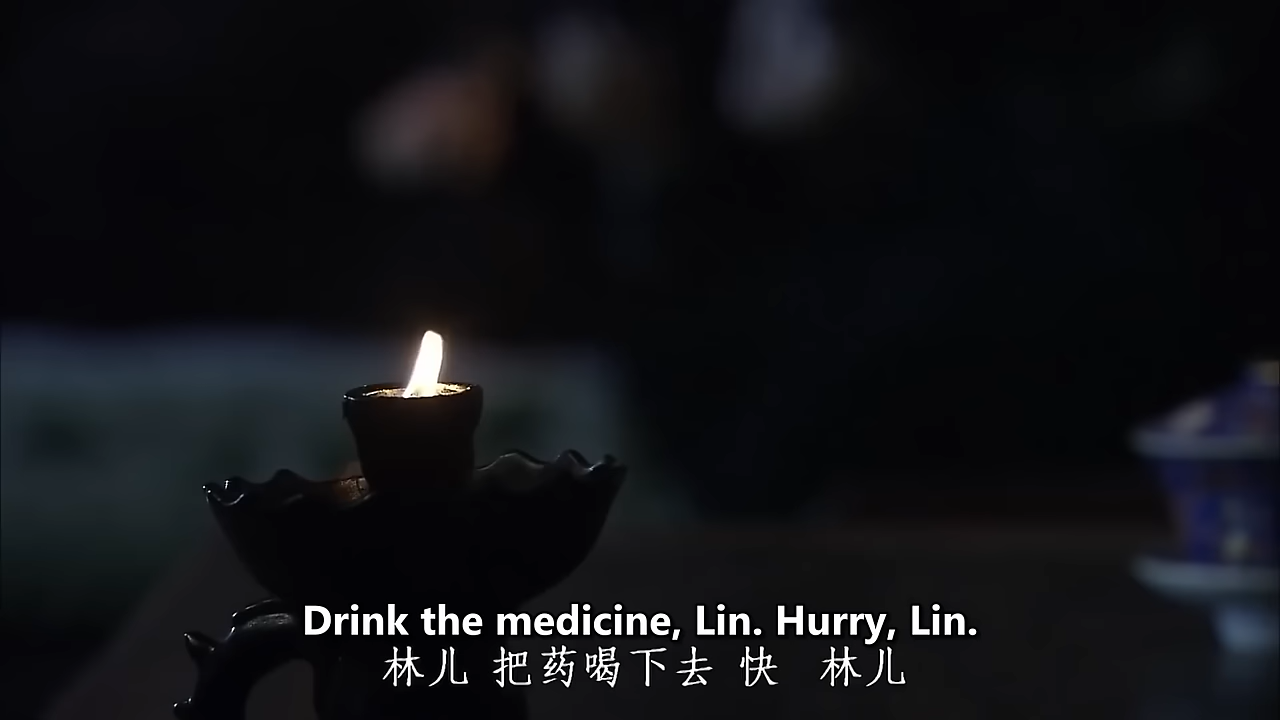 Drink the medicine, Lin. Hurry, Lin.
林儿 把药喝下去 快 林儿